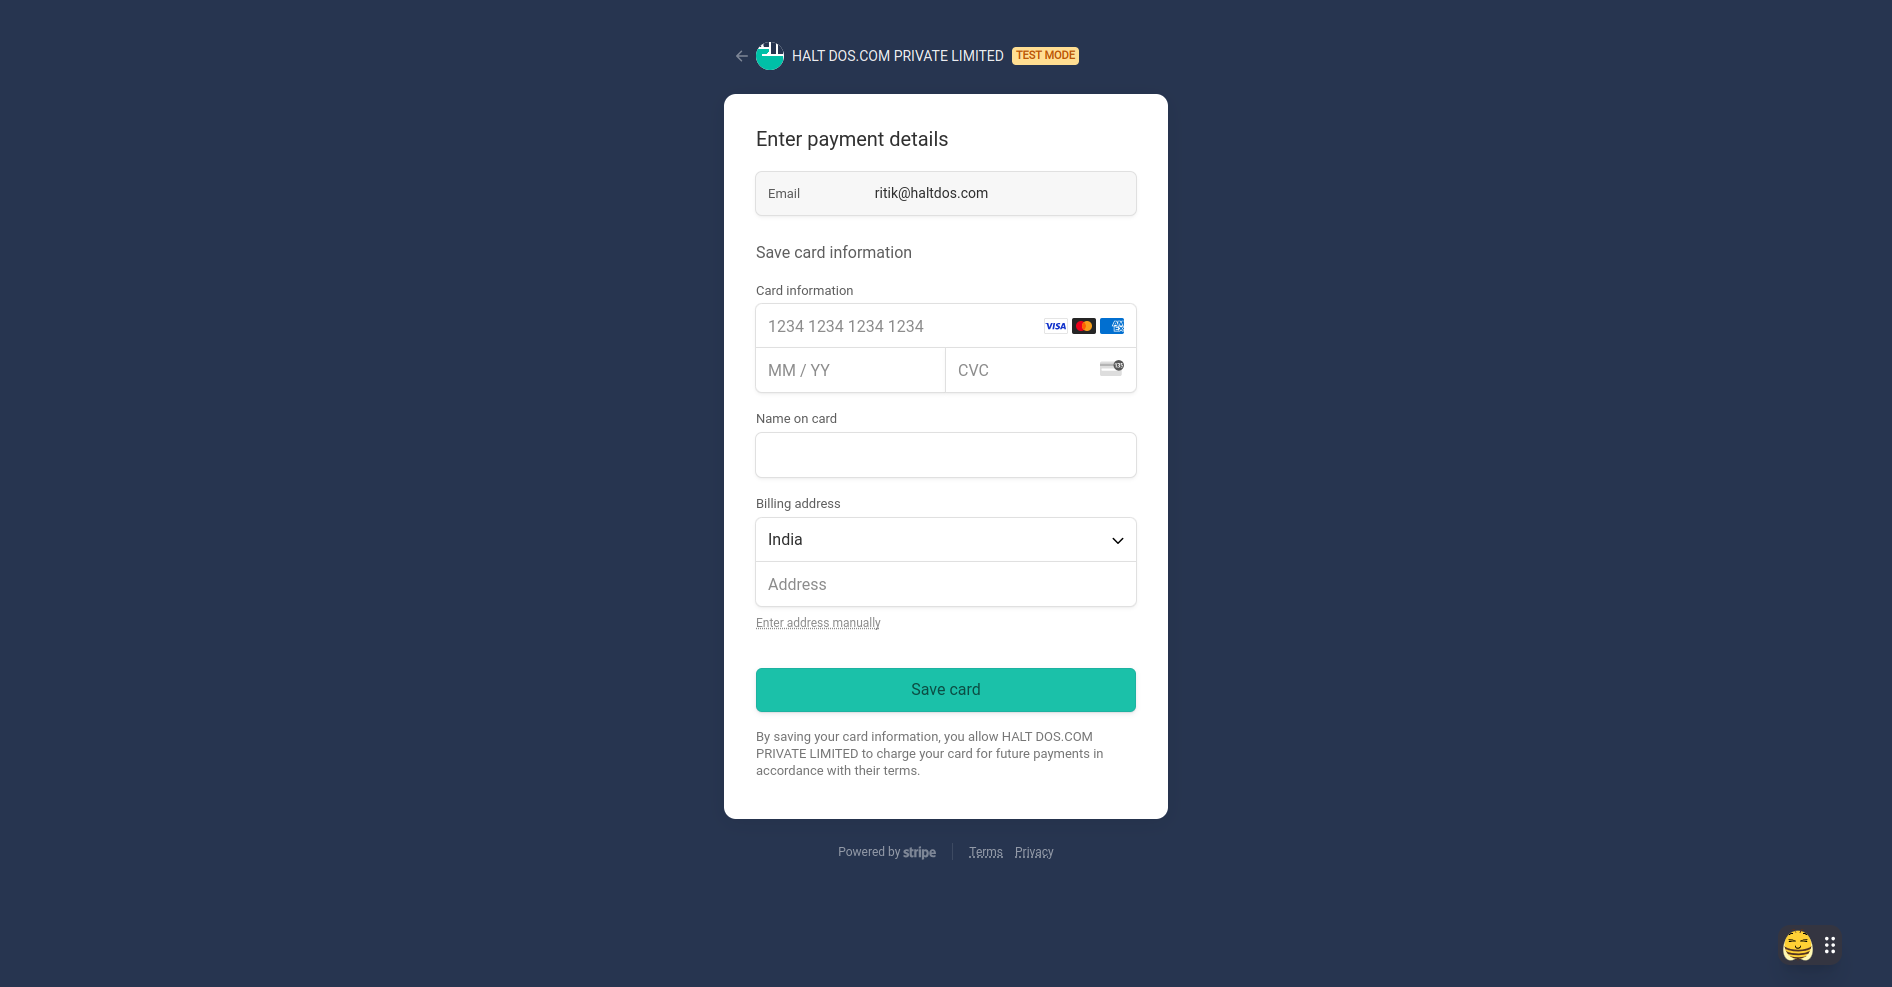 HALT DOS.COM PRIVATE LIMITED TEST MODE
Enter payment details
Email ritik@haltdos.com
Save card information
Card information
1234 1234 1234 1234 VISA
MM / YY CVC
Name on card
Billing address
India
Address
Enter address manually
Save card
By saving your card information, you allow HALT DOS.COM
PRIVATE LIMITED to charge your card for future payments in
accordance with their terms.
Powered by stripe Terms Privacy